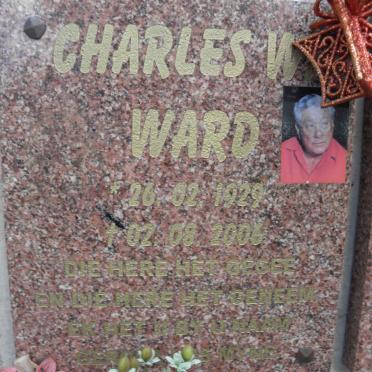 CHARLES W
WARD
* 26 02 1929
† 02 08 2006
DIE HERE HET GEGEE
EN DIE HERE HET GENEEM
EK HET U BY U NAAM